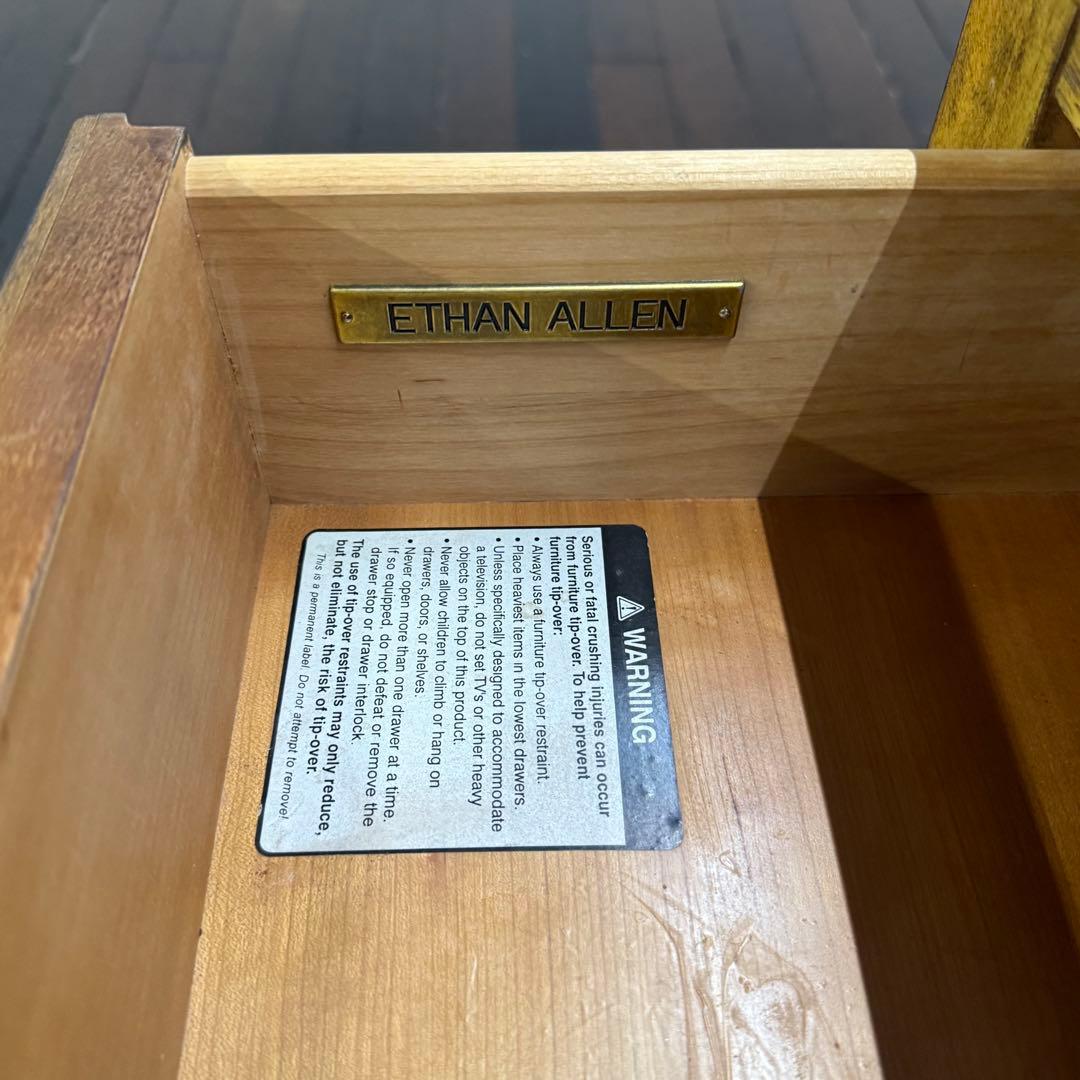 ETHAN ALLEN
⚠ WARNING
Serious or fatal crushing injuries can occur
from furniture tip-over. To help prevent
furniture tip-over:
• Always use a furniture tip-over restraint.
• Place heaviest items in the lowest drawers.
• Unless specifically designed to accommodate
a television, do not set TV's or other heavy
objects on the top of this product.
• Never allow children to climb or hang on
drawers, doors, or shelves.
• Never open more than one drawer at a time.
If so equipped, do not defeat or remove the
drawer stop or drawer interlock.
The use of tip-over restraints may only reduce,
but not eliminate, the risk of tip-over.
This is a permanent label. Do not attempt to remove!